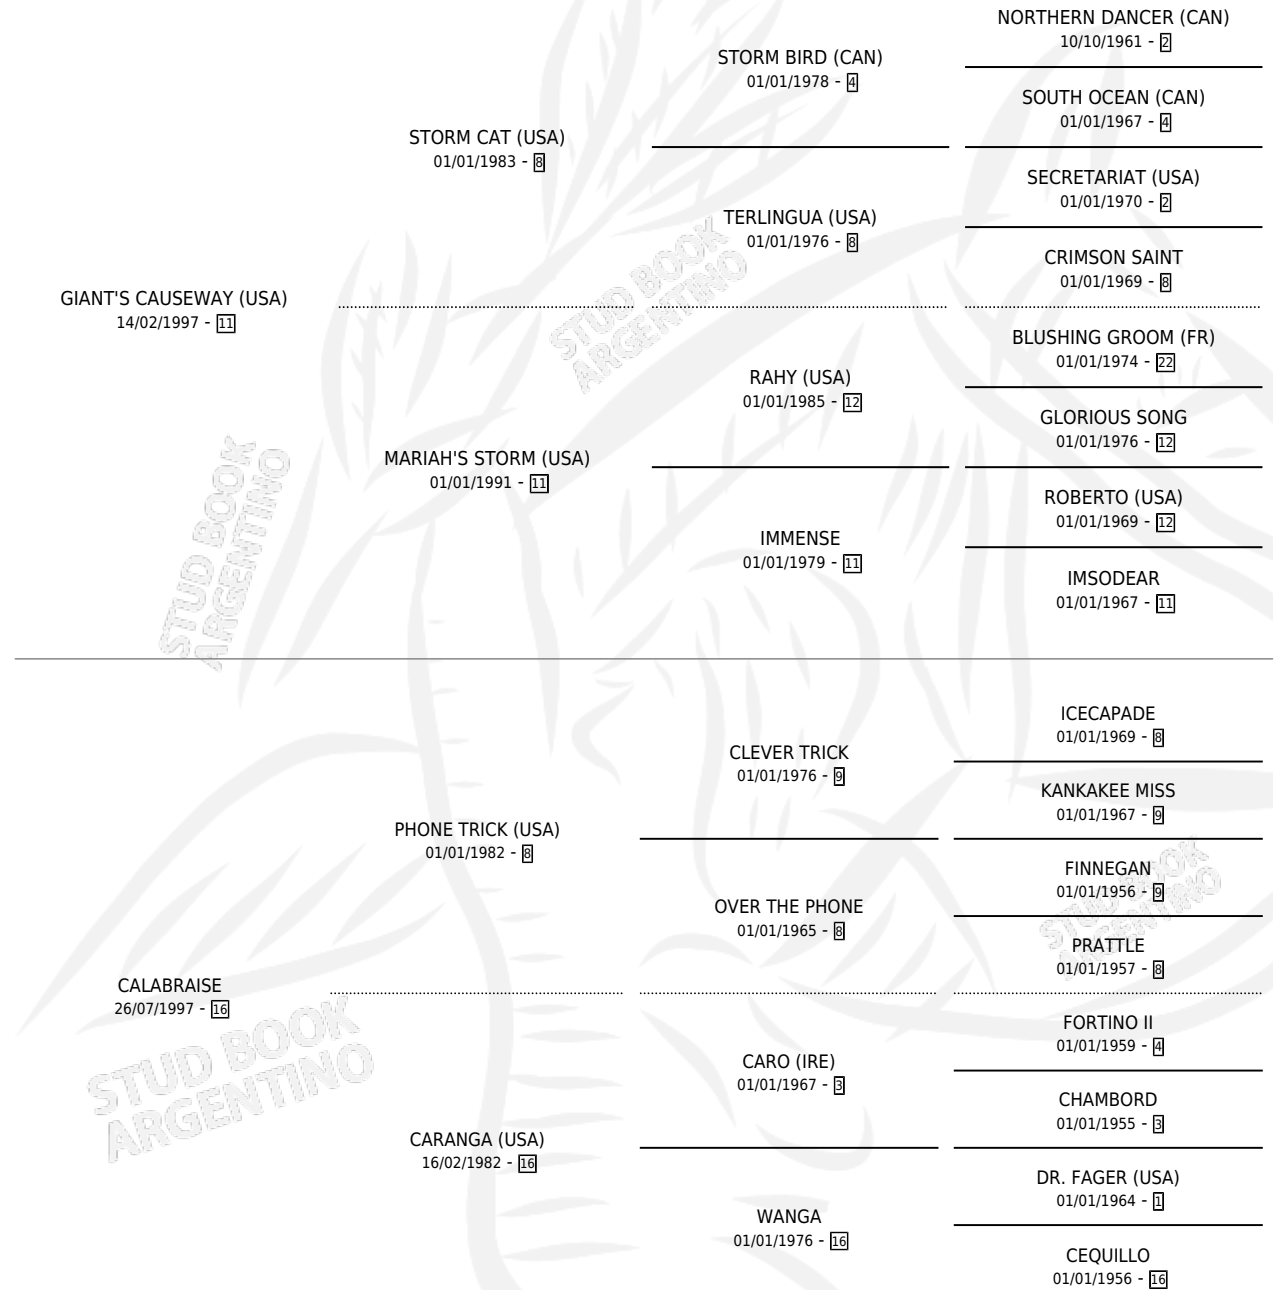 NORTHERN DANCER (CAN)
10/10/1961 - 2
STORM BIRD (CAN)
01/01/1978 - 4
SOUTH OCEAN (CAN)
01/01/1967 - 4
STORM CAT (USA)
01/01/1983 - 8
SECRETARIAT (USA)
01/01/1970 - 2
TERLINGUA (USA)
01/01/1976 - 8
CRIMSON SAINT
01/01/1969 - 8
GIANT'S CAUSEWAY (USA)
14/02/1997 - 11
STUD BOOK
ARGENTINO
BLUSHING GROOM (FR)
01/01/1974 - 22
RAHY (USA)
01/01/1985 - 12
GLORIOUS SONG
01/01/1976 - 12
MARIAH'S STORM (USA)
01/01/1991 - 11
ROBERTO (USA)
01/01/1969 - 12
IMMENSE
01/01/1979 - 11
IMSODEAR
01/01/1967 - 11
STUD BOOK
ARGENTINO
ICECAPADE
01/01/1969 - 8
CLEVER TRICK
01/01/1976 - 9
KANKAKEE MISS
01/01/1967 - 9
PHONE TRICK (USA)
01/01/1982 - 8
FINNEGAN
01/01/1956 - 9
OVER THE PHONE
01/01/1965 - 8
STUD BOOK
ARGENTINO
PRATTLE
01/01/1957 - 8
CALABRAISE
26/07/1997 - 16
FORTINO II
01/01/1959 - 4
STUD BOOK
ARGENTINO
CARO (IRE)
01/01/1967 - 3
CHAMBORD
01/01/1955 - 3
CARANGA (USA)
16/02/1982 - 16
DR. FAGER (USA)
01/01/1964 - 1
WANGA
01/01/1976 - 16
CEQUILLO
01/01/1956 - 16